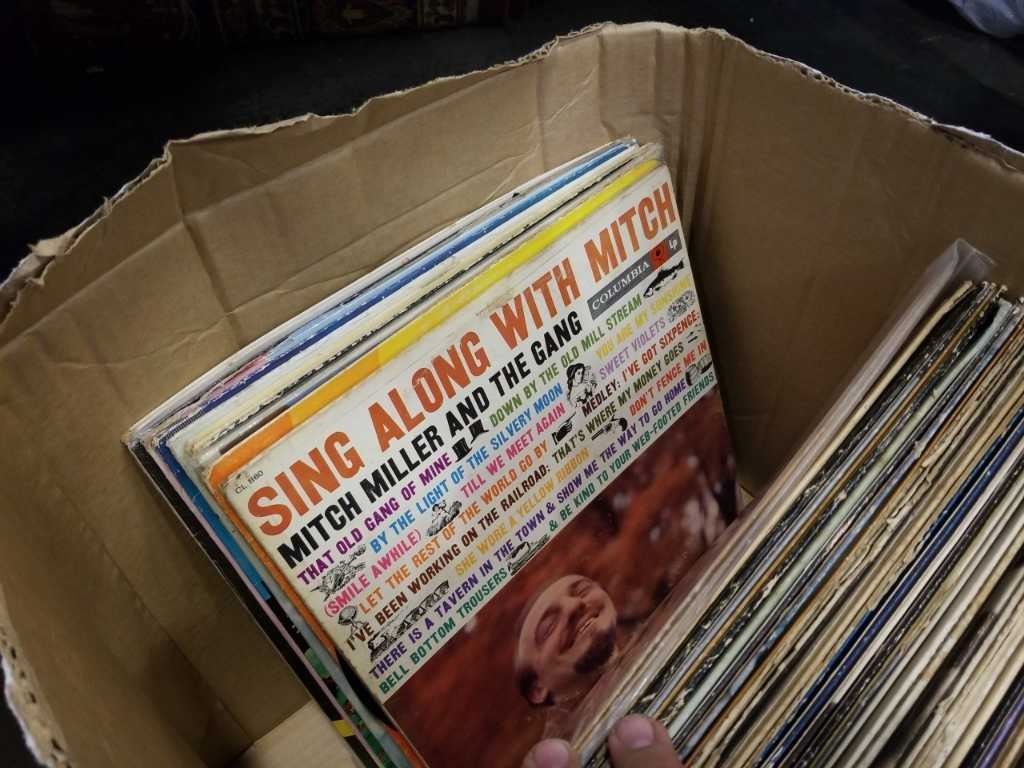 CL 1160
SING ALONG WITH MITCH
MITCH MILLER AND THE GANG
COLUMBIA Lp
THAT OLD GANG OF MINE DOWN BY THE OLD MILL STREAM
BY THE LIGHT OF THE SILVERY MOON YOU ARE MY SUNSHINE
(SMILE AWHILE) TILL WE MEET AGAIN SWEET VIOLETS
LET THE REST OF THE WORLD GO BY MEDLEY: I'VE GOT SIXPENCE;
I'VE BEEN WORKING ON THE RAILROAD; THAT'S WHERE MY MONEY GOES
SHE WORE A YELLOW RIBBON DON'T FENCE ME IN
THERE IS A TAVERN IN THE TOWN & SHOW ME THE WAY TO GO HOME
BELL BOTTOM TROUSERS & BE KIND TO YOUR WEB-FOOTED FRIENDS